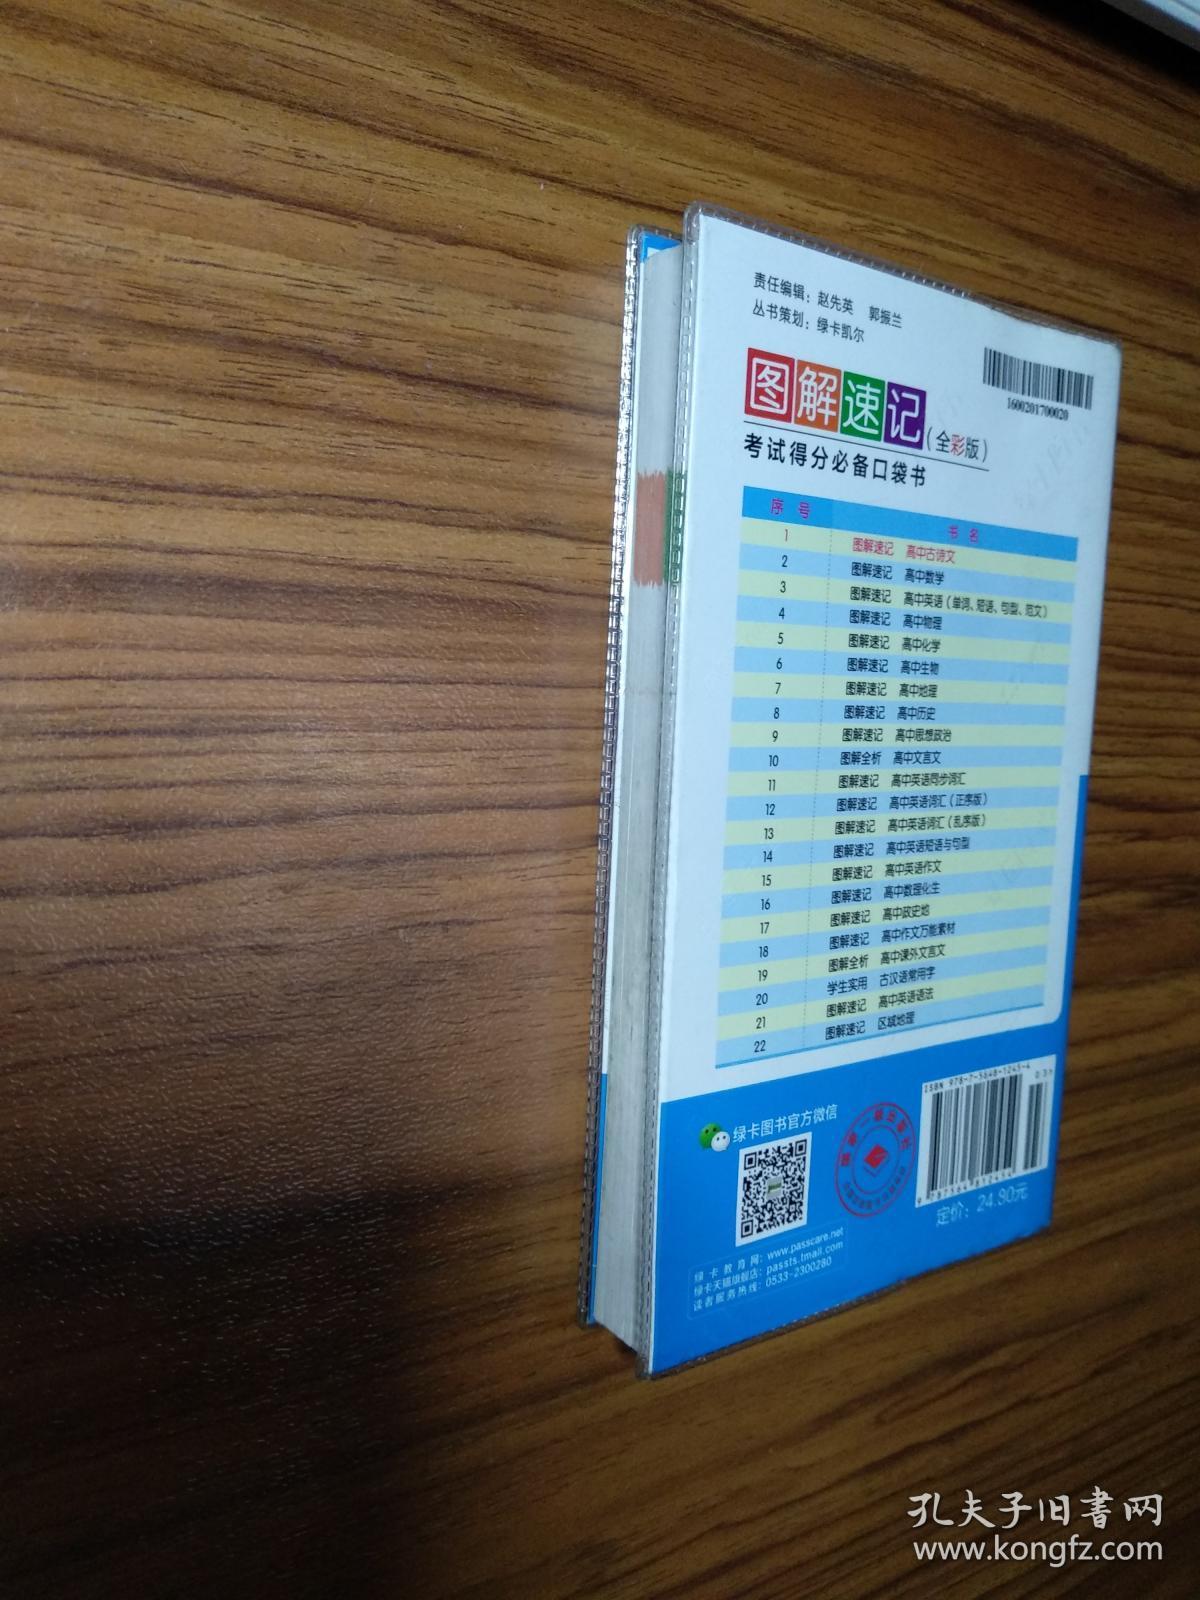 责任编辑：赵先英 郭振兰
丛书策划：绿卡凯尔
1600201700020
图解速记（全彩版）
考试得分必备口袋书
序 号 书 名
1 图解速记 高中古诗文
2 图解速记 高中数学
3 图解速记 高中英语（单词、短语、句型、范文）
4 图解速记 高中物理
5 图解速记 高中化学
6 图解速记 高中生物
7 图解速记 高中地理
8 图解速记 高中历史
9 图解速记 高中思想政治
10 图解全析 高中文言文
11 图解速记 高中英语同步词汇
12 图解速记 高中英语词汇（正序版）
13 图解速记 高中英语词汇（乱序版）
14 图解速记 高中英语短语与句型
15 图解速记 高中英语作文
16 图解速记 高中数理化生
17 图解速记 高中政史地
18 图解速记 高中作文万能素材
19 图解全析 高中课外文言文
20 学生实用 古汉语常用字
21 图解速记 高中英语语法
22 图解速记 区域地理
绿卡图书官方微信
ISBN 978-7-5648-1245-4
9 787564 812454
定价：24.80元
绿卡教育网：www.passcare.net
绿卡天猫旗舰店：passts.tmall.com
读者服务热线：0533-2300280
孔夫子旧书网
www.kongfz.com